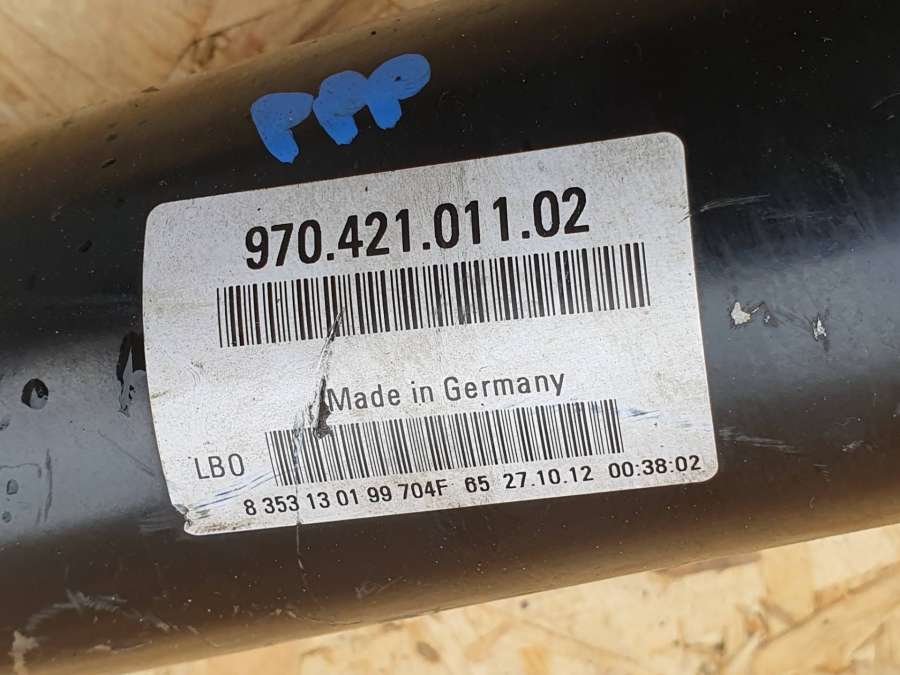 PPP
970.421.011.02
Made in Germany
LB0
8 353 13 01 99 704F 65 27.10.12 00:38:02